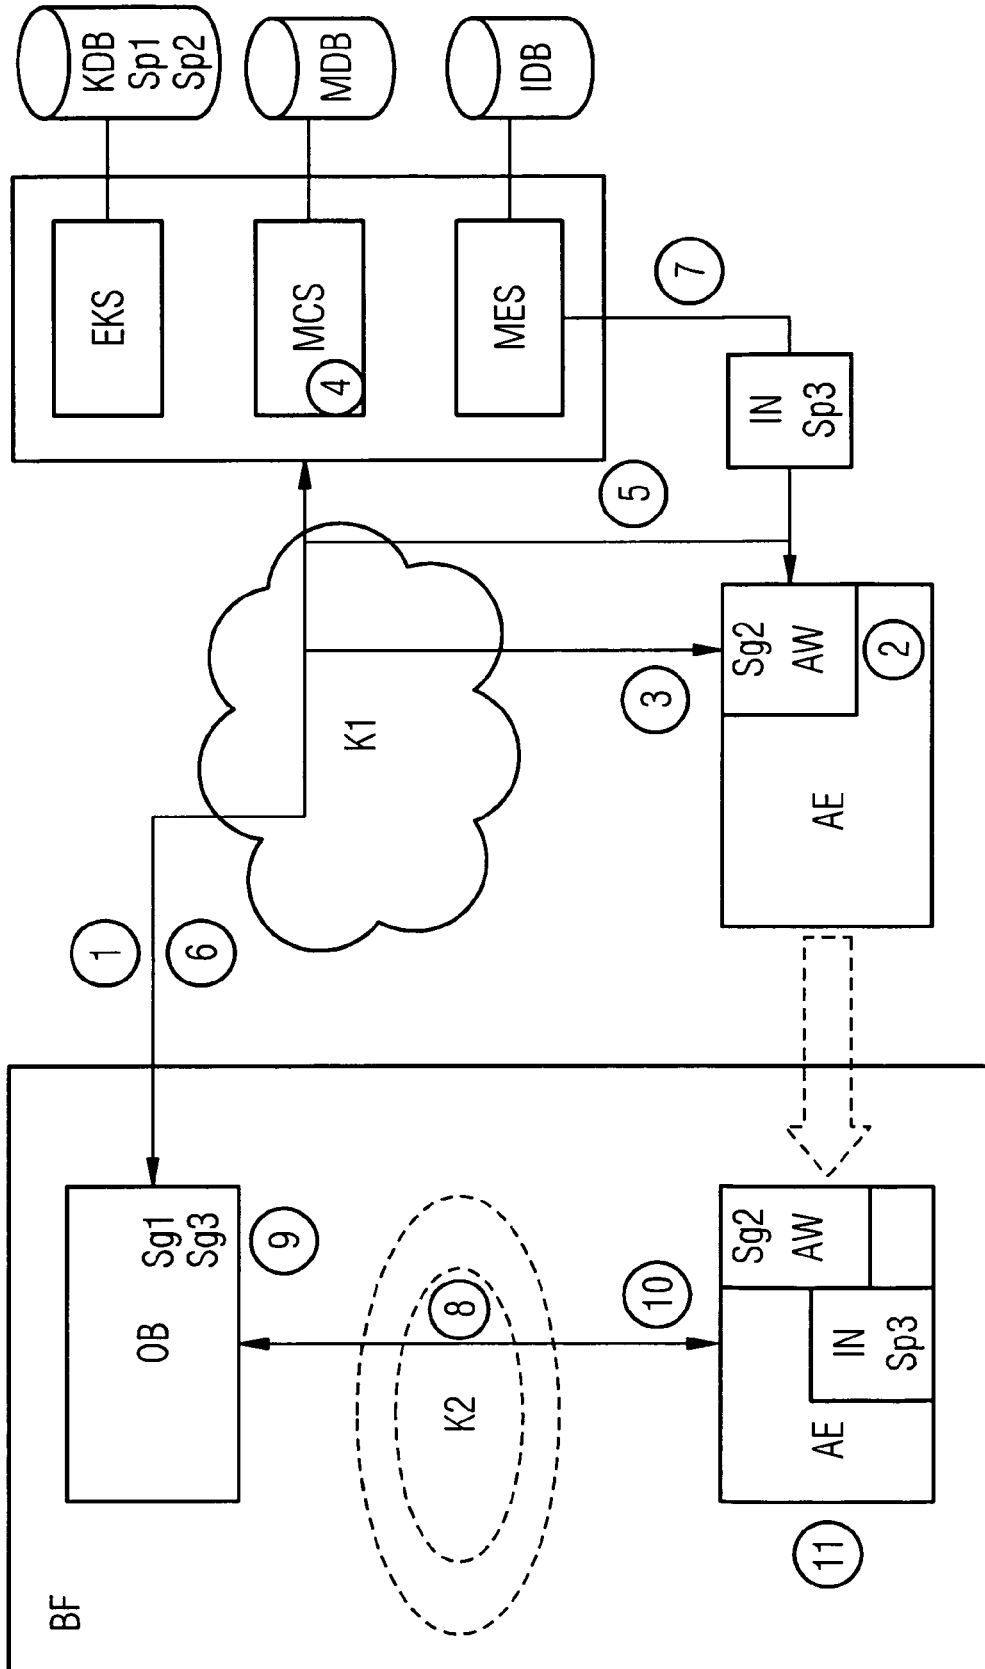 BF
OB
Sg1
Sg3
9
1
6
K1
EKS
MCS
4
MES
KDB
Sp1
Sp2
MDB
IDB
K2
8
10
3
5
7
AE
IN
Sp3
Sg2
AW
11
AE
Sg2
AW
2
IN
Sp3